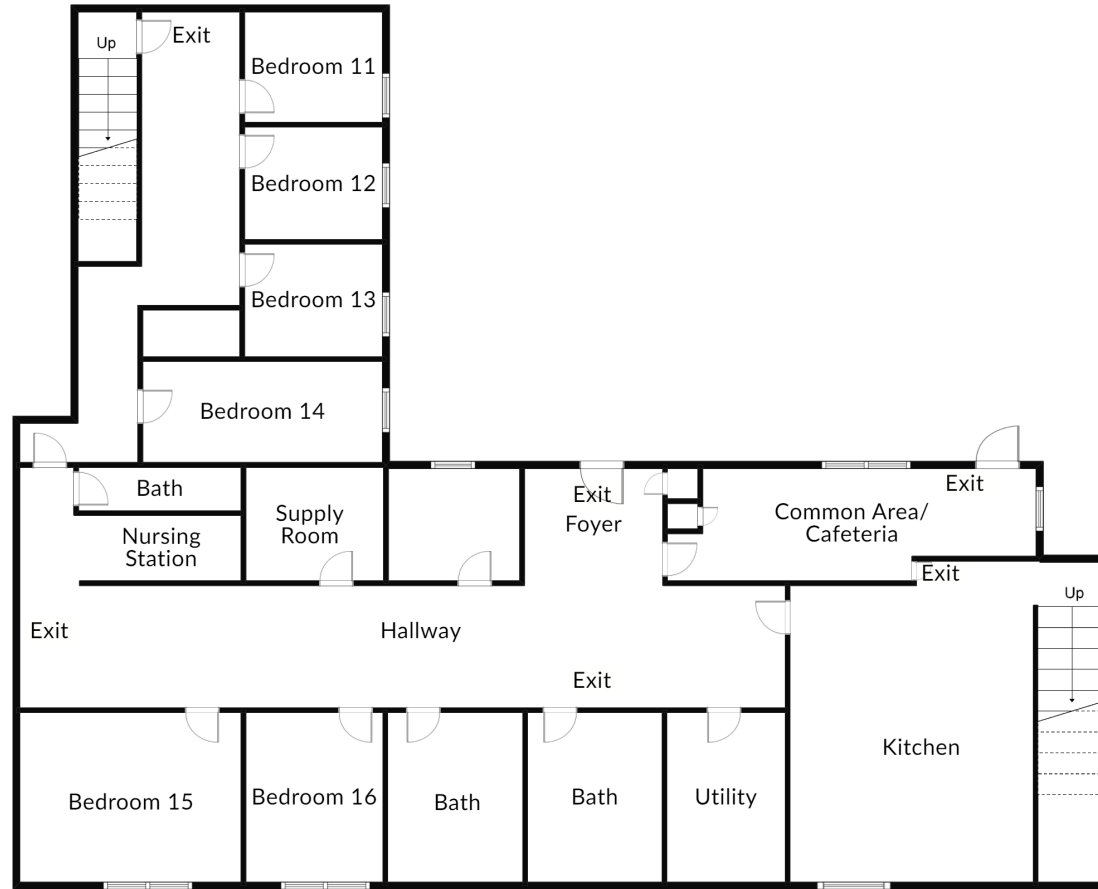 Up
Exit
Bedroom 11
Bedroom 12
Bedroom 13
Bedroom 14
Bath
Nursing
Station
Supply
Room
Exit
Foyer
Common Area/
Cafeteria
Exit
Exit
Up
Exit
Hallway
Exit
Kitchen
Bedroom 15
Bedroom 16
Bath
Bath
Utility